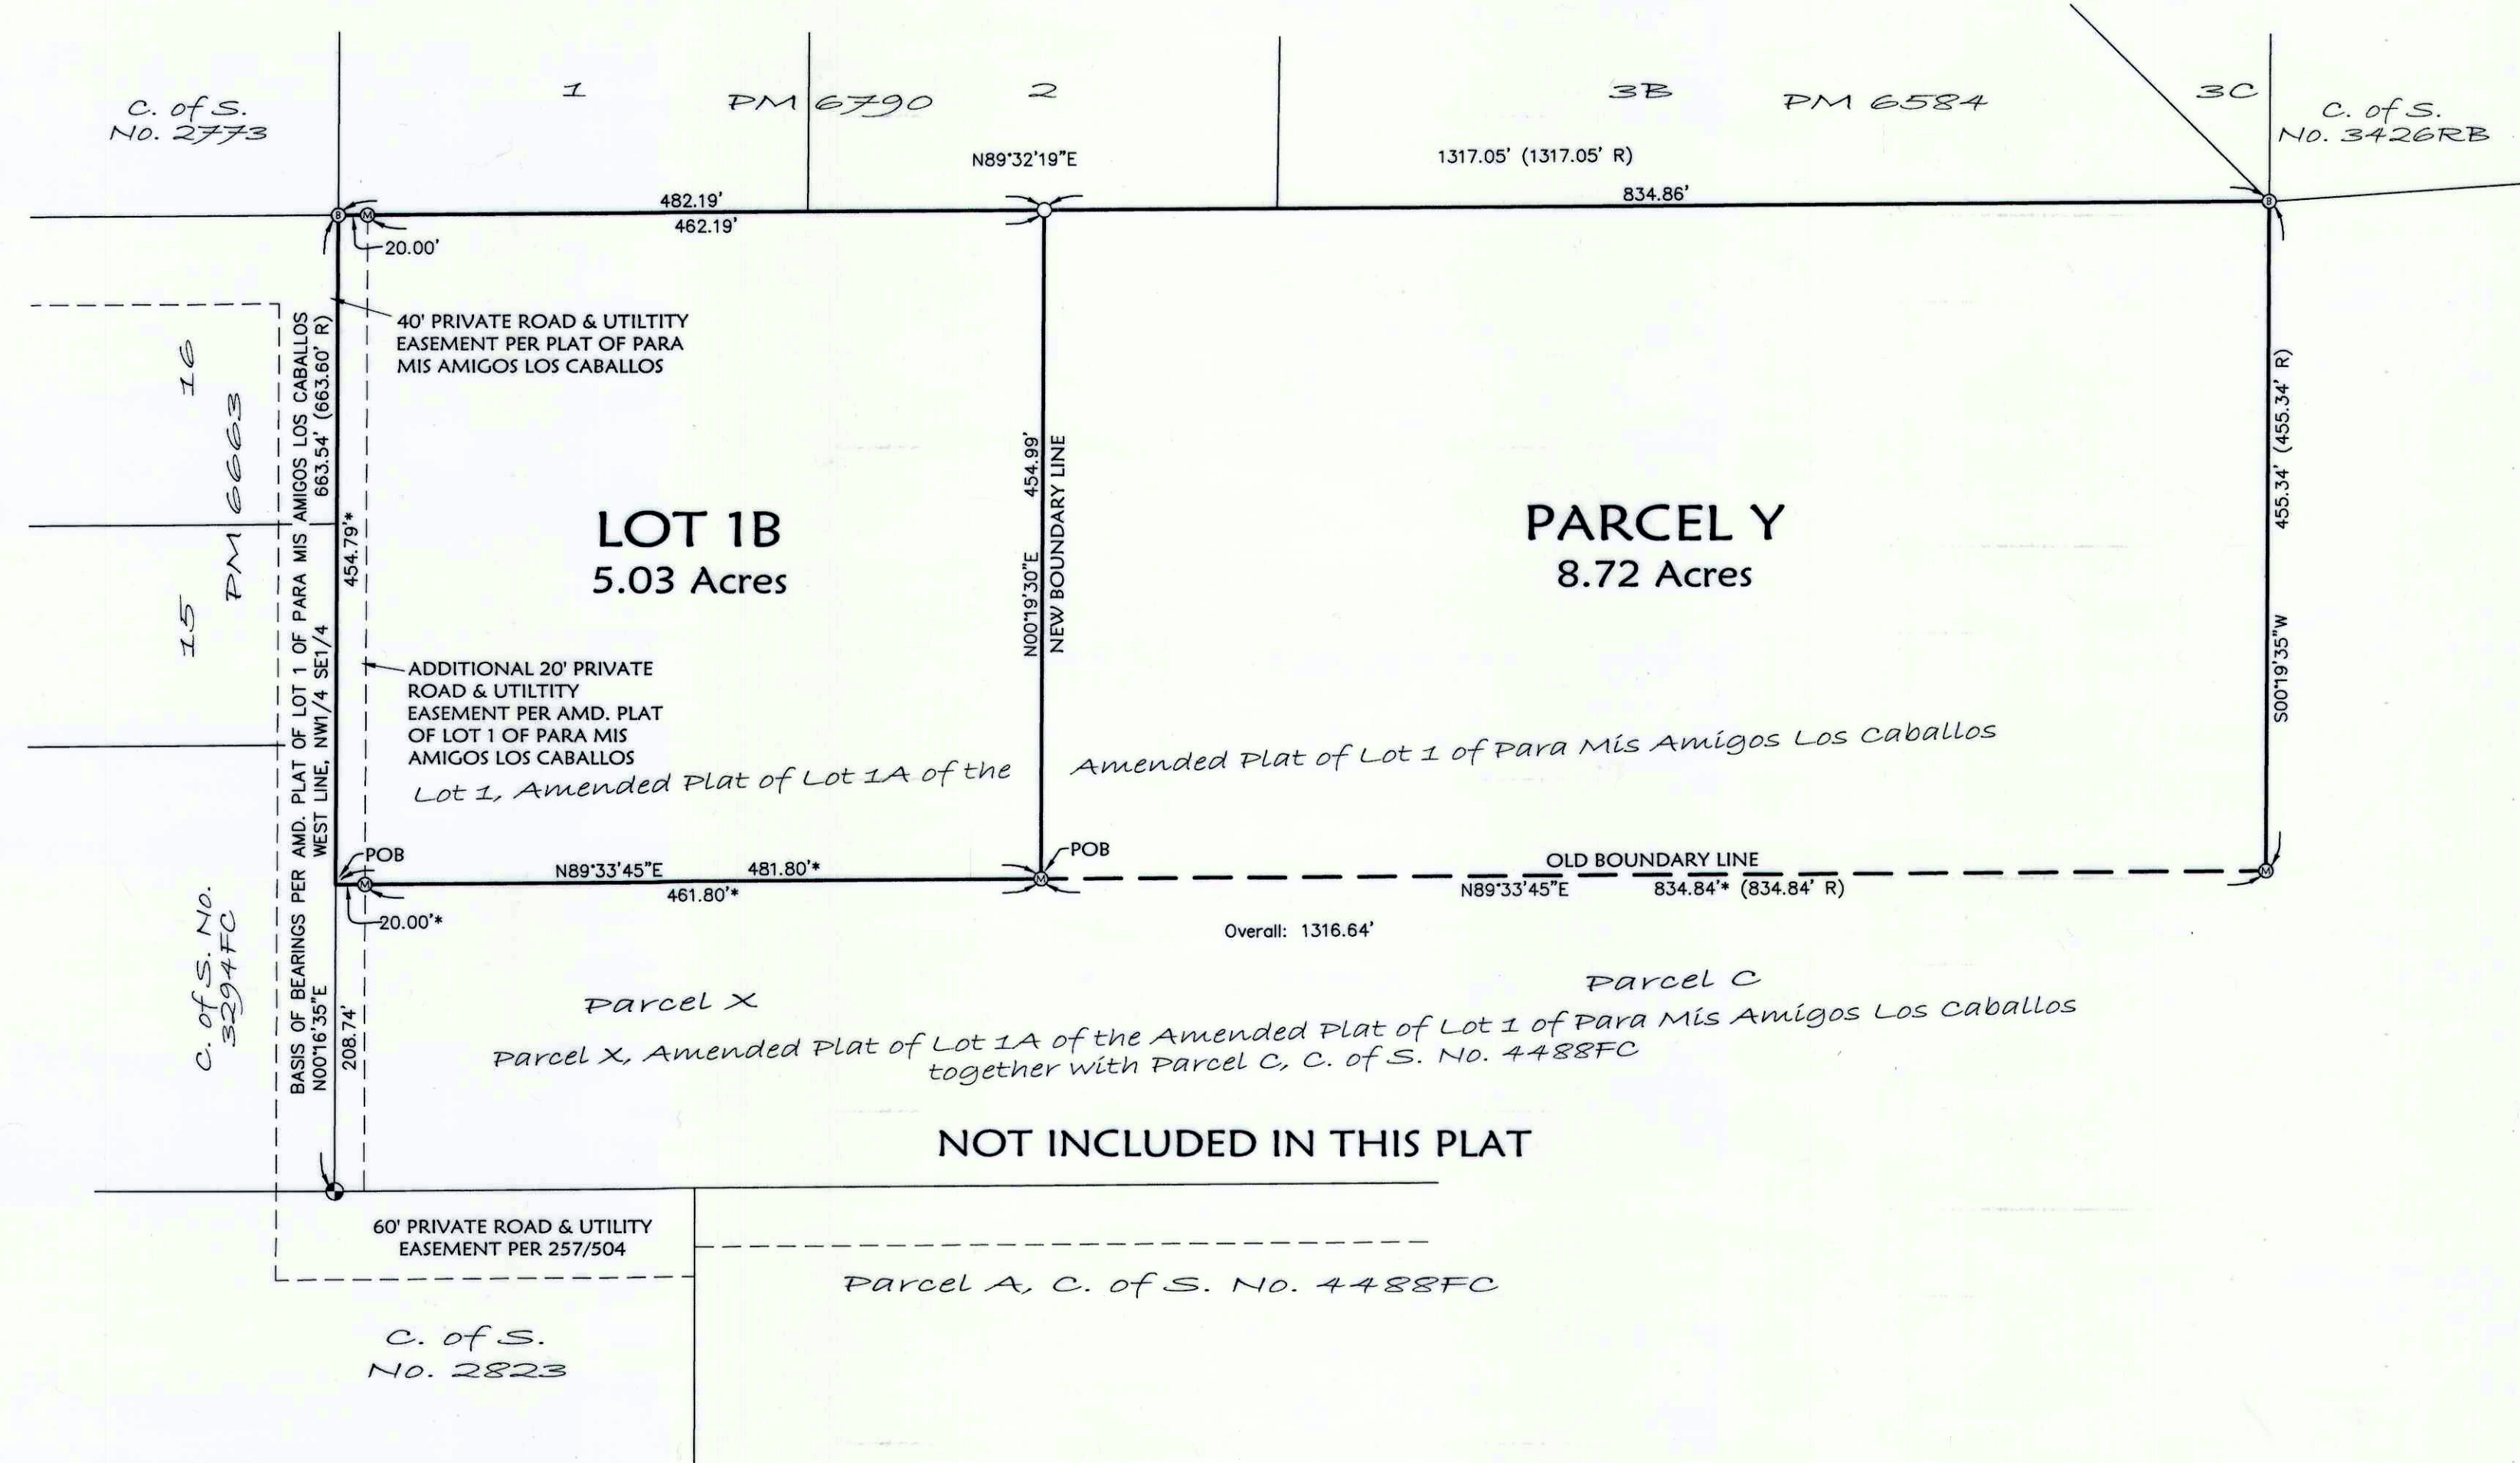 C. of S.
No. 2773
1
PM 6790
2
3B
PM 6584
3C
C. of S.
No. 3426RB
N89°32'19"E
1317.05' (1317.05' R)
482.19'
834.86'
B
M
B
462.19'
20.00'
40' PRIVATE ROAD & UTILTITY
EASEMENT PER PLAT OF PARA
MIS AMIGOS LOS CABALLOS
16
PM 6663
15
BASIS OF BEARINGS PER AMD. PLAT OF LOT 1 OF PARA MIS AMIGOS LOS CABALLOS
WEST LINE, NW1/4 SE1/4
663.54' (663.60' R)
N00°16'35"E
454.79'*
208.74'
LOT 1B
5.03 Acres
454.99'
N00°19'30"E
NEW BOUNDARY LINE
PARCEL Y
8.72 Acres
455.34' (455.34' R)
S00°19'35"W
ADDITIONAL 20' PRIVATE
ROAD & UTILTITY
EASEMENT PER AMD. PLAT
OF LOT 1 OF PARA MIS
AMIGOS LOS CABALLOS
Lot 1, Amended Plat of Lot 1A of the Amended Plat of Lot 1 of Para Mis Amigos Los Caballos
POB
POB
N89°33'45"E
481.80'*
OLD BOUNDARY LINE
M
M
M
461.80'*
N89°33'45"E
834.84'* (834.84' R)
20.00'*
Overall: 1316.64'
C. of S. No.
3294FC
Parcel X
Parcel C
Parcel X, Amended Plat of Lot 1A of the Amended Plat of Lot 1 of Para Mis Amigos Los Caballos
together with Parcel C, C. of S. No. 4488FC
NOT INCLUDED IN THIS PLAT
60' PRIVATE ROAD & UTILITY
EASEMENT PER 257/504
Parcel A, C. of S. No. 4488FC
C. of S.
No. 2823